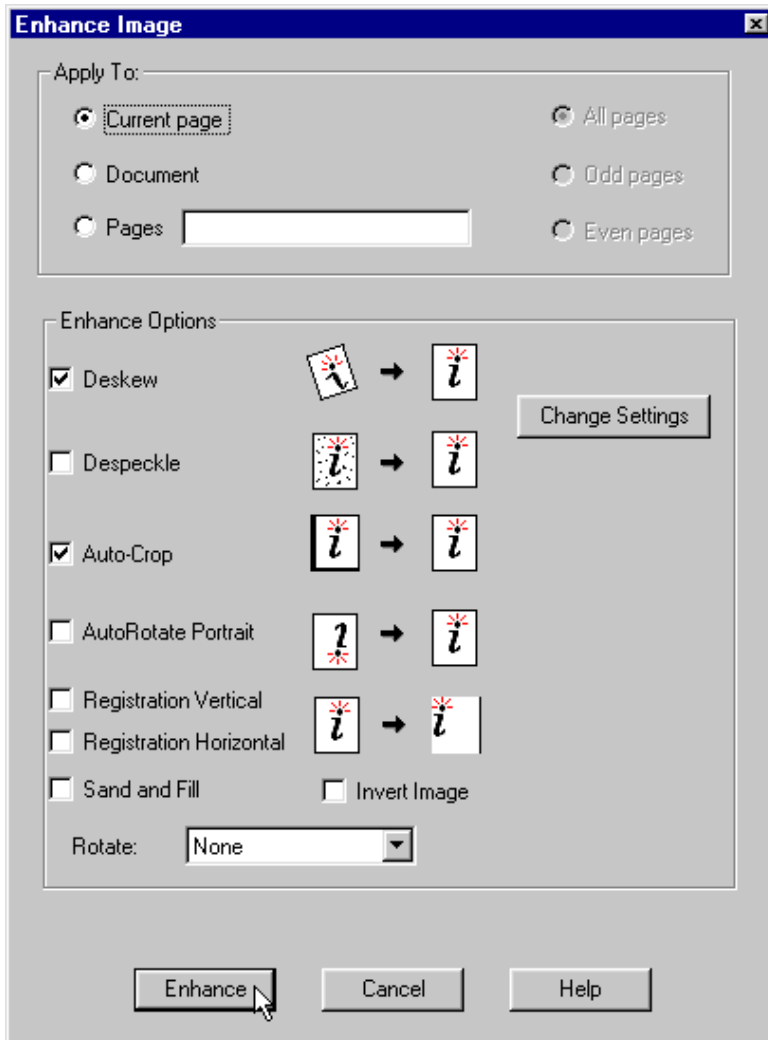 Enhance Image
Apply To:
Current page
All pages
Document
Odd pages
Pages
Even pages
Enhance Options
Deskew
Change Settings
Despeckle
Auto-Crop
AutoRotate Portrait
Registration Vertical
Registration Horizontal
Sand and Fill
Invert Image
Rotate: None
Enhance
Cancel
Help